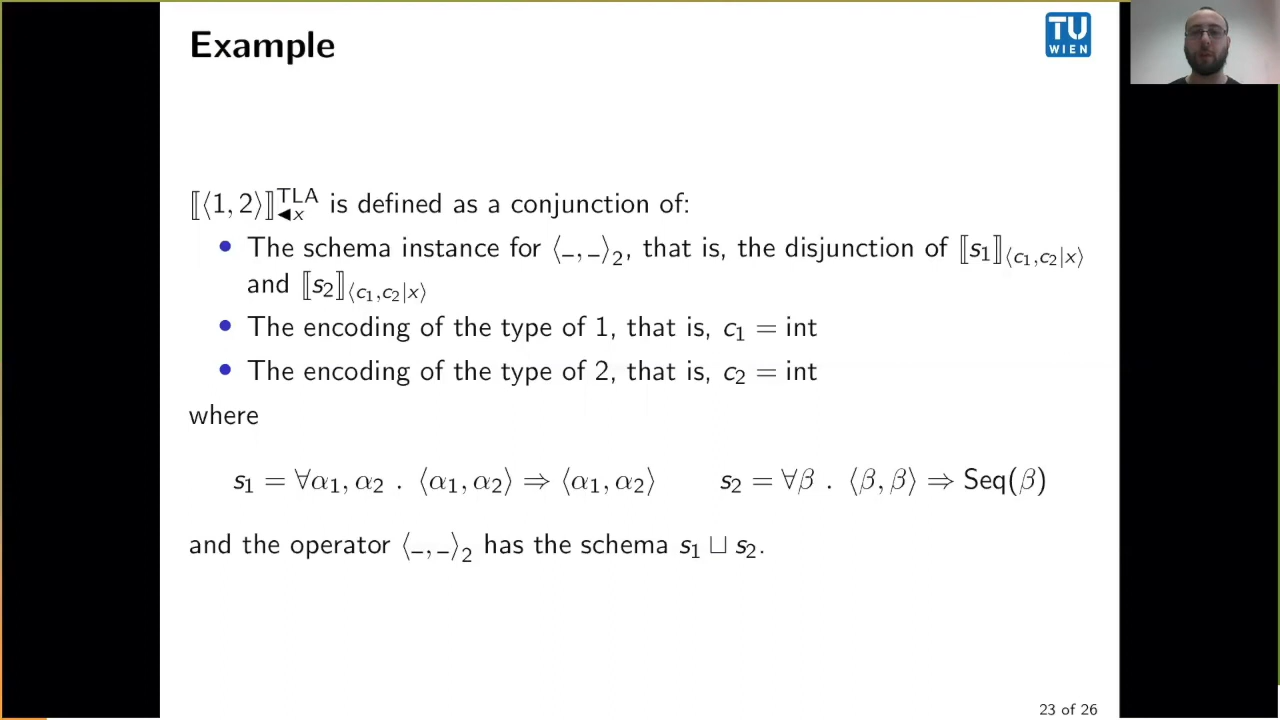 Example
TU
WIEN
⟦⟨1, 2⟩⟧^TLA_◀x is defined as a conjunction of:
• The schema instance for ⟨_, _⟩₂, that is, the disjunction of ⟦s₁⟧_⟨c₁,c₂|x⟩
and ⟦s₂⟧_⟨c₁,c₂|x⟩
• The encoding of the type of 1, that is, c₁ = int
• The encoding of the type of 2, that is, c₂ = int
where
s₁ = ∀α₁, α₂ . ⟨α₁, α₂⟩ ⇒ ⟨α₁, α₂⟩ s₂ = ∀β . ⟨β, β⟩ ⇒ Seq(β)
and the operator ⟨_, _⟩₂ has the schema s₁ ⊔ s₂.
23 of 26